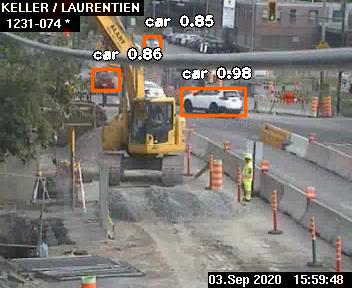 KELLER / LAURENTIEN
1231-074 *
car 0.85
car 0.86
car 0.98
03.Sep 2020 15:59:48